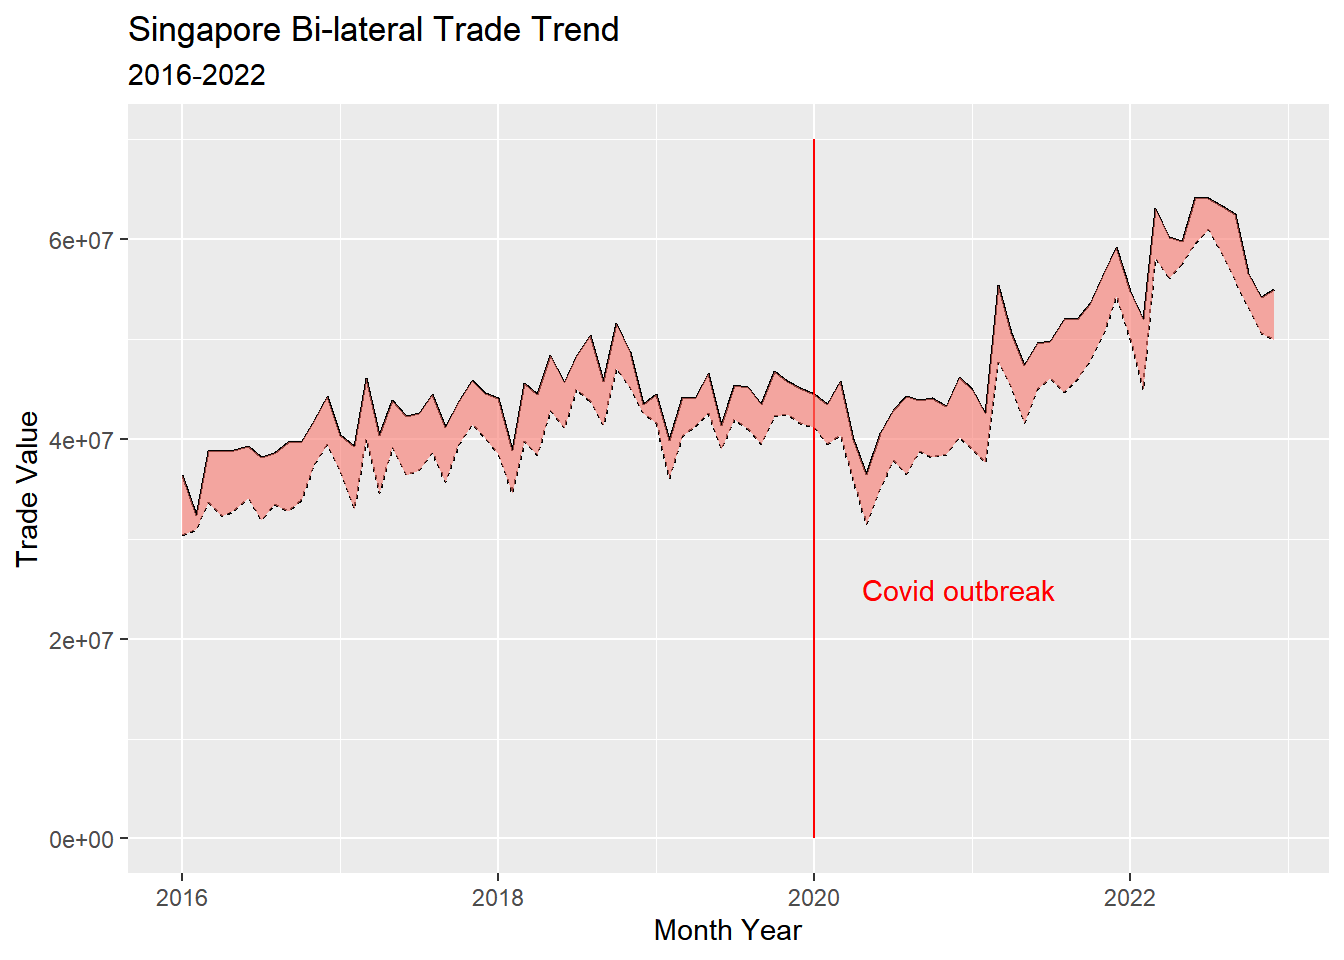 Singapore Bi-lateral Trade Trend
2016-2022
6e+07
4e+07
2e+07
0e+00
Trade Value
Covid outbreak
2016 2018 2020 2022
Month Year